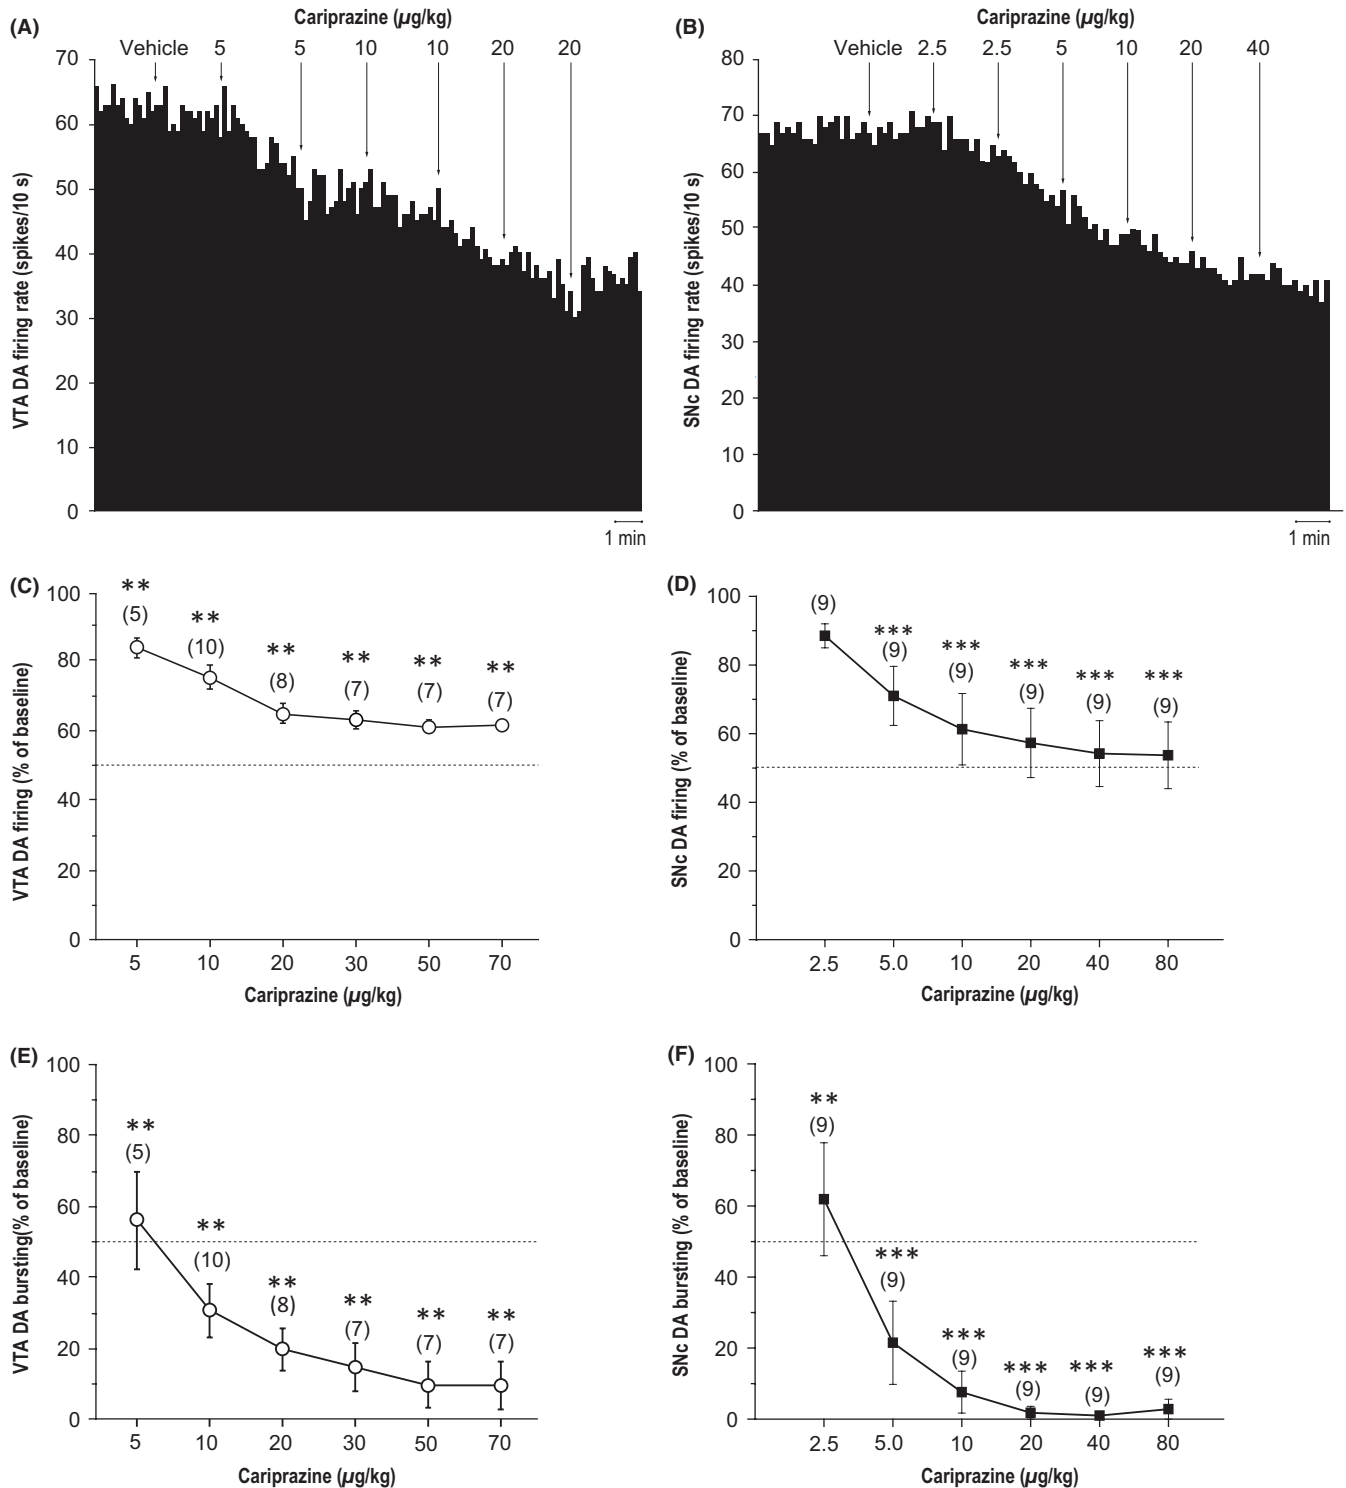 (A)
Cariprazine (µg/kg)
Vehicle 5 5 10 10 20 20
70
60
50
40
30
20
10
0
VTA DA firing rate (spikes/10 s)
1 min
(B)
Cariprazine (µg/kg)
Vehicle 2.5 2.5 5 10 20 40
80
70
60
50
40
30
20
10
0
SNc DA firing rate (spikes/10 s)
1 min
(C)
100
80
60
40
20
0
VTA DA firing (% of baseline)
** ** ** ** ** **
(5) (10) (8) (7) (7) (7)
5 10 20 30 50 70
Cariprazine (µg/kg)
(D)
100
80
60
40
20
0
SNc DA firing (% of baseline)
*** *** *** *** ***
(9) (9) (9) (9) (9) (9)
2.5 5.0 10 20 40 80
Cariprazine (µg/kg)
(E)
100
80
60
40
20
0
VTA DA bursting(% of baseline)
** ** ** ** ** **
(5) (10) (8) (7) (7) (7)
5 10 20 30 50 70
Cariprazine (µg/kg)
(F)
100
80
60
40
20
0
SNc DA bursting (% of baseline)
** *** *** *** *** ***
(9) (9) (9) (9) (9) (9)
2.5 5.0 10 20 40 80
Cariprazine (µg/kg)